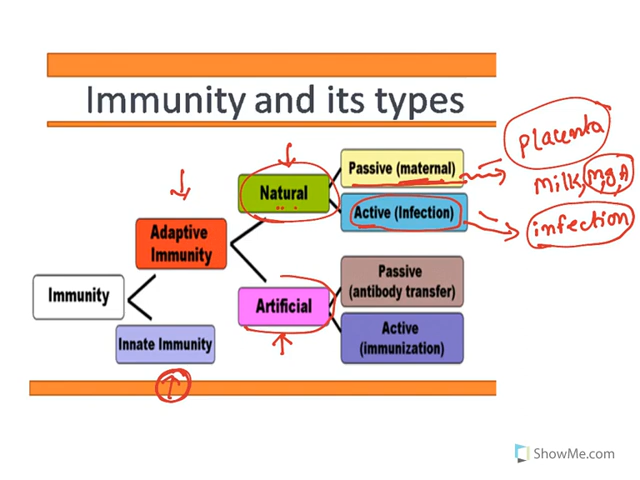 Immunity and its types
Placenta
Passive (maternal)
Milk, mgA
Natural
Active (Infection)
infection
Adaptive
Immunity
Passive
(antibody transfer)
Immunity
Artificial
Active
(immunization)
Innate Immunity
ShowMe.com